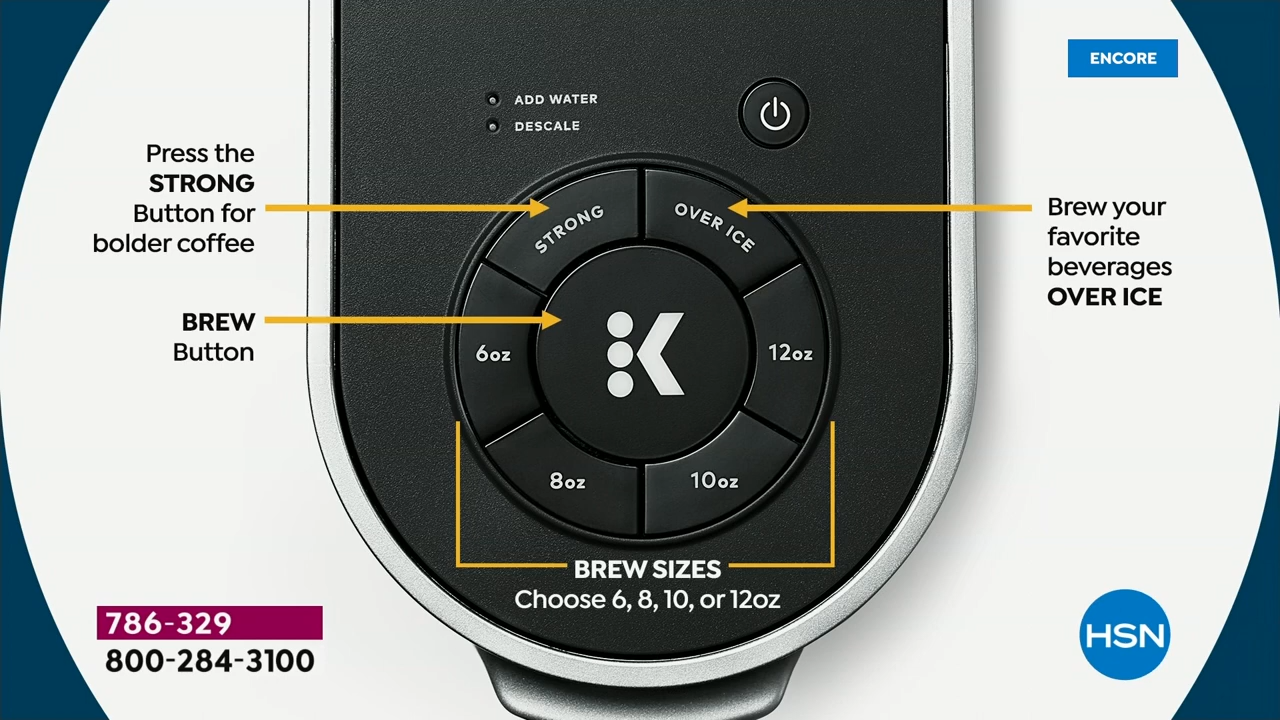 ENCORE
ADD WATER
DESCALE
Press the
STRONG
Button for
bolder coffee
BREW
Button
STRONG
OVER ICE
6oz
12oz
8oz
10oz
Brew your
favorite
beverages
OVER ICE
BREW SIZES
Choose 6, 8, 10, or 12oz
786-329
800-284-3100
HSN